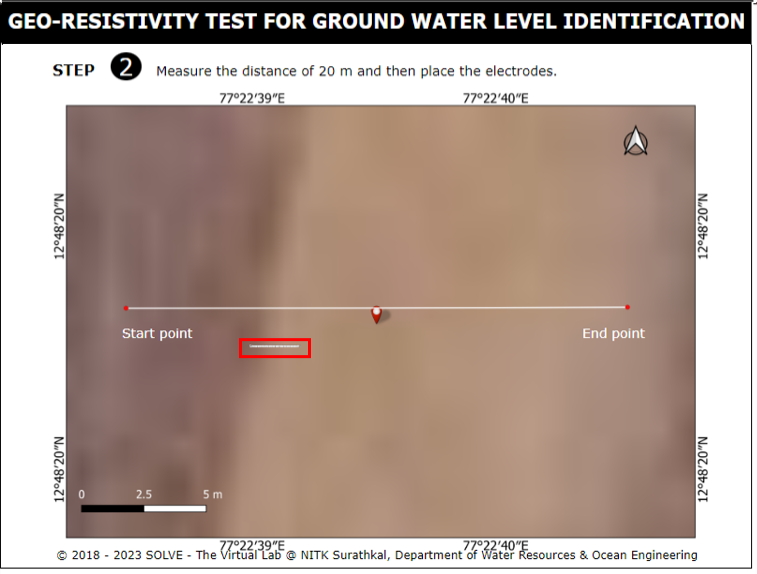 GEO-RESISTIVITY TEST FOR GROUND WATER LEVEL IDENTIFICATION
STEP 2 Measure the distance of 20 m and then place the electrodes.
77°22'39"E 77°22'40"E
12°48'20"N 12°48'20"N
Start point End point
12°48'20"N 12°48'20"N
0 2.5 5 m
77°22'39"E 77°22'40"E
© 2018 - 2023 SOLVE - The Virtual Lab @ NITK Surathkal, Department of Water Resources & Ocean Engineering